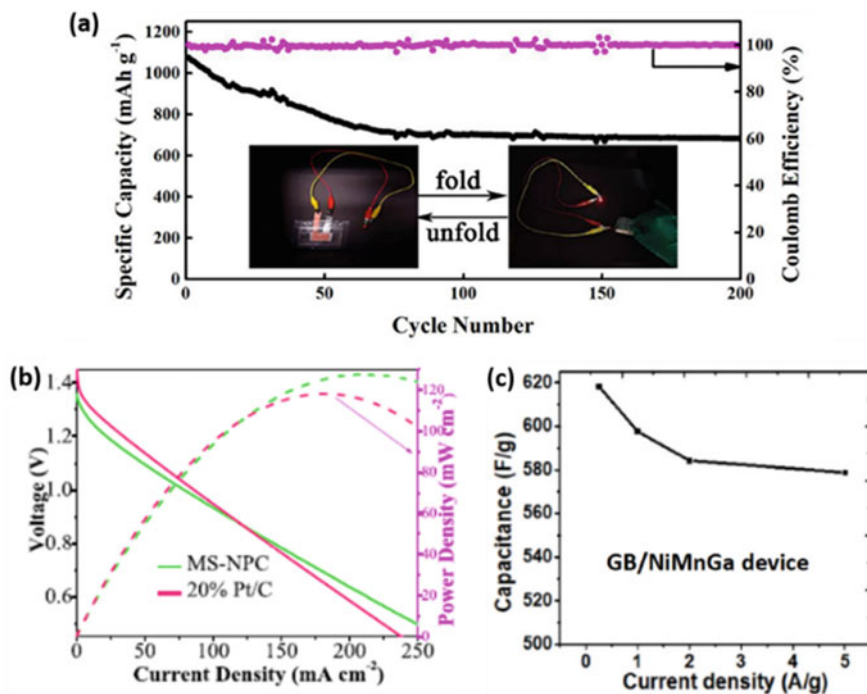 (a)
1200
1000
800
600
400
200
0
Specific Capacity (mAh g⁻¹)
100
80
60
40
20
0
Coulomb Efficiency (%)
fold
unfold
0 50 100 150 200
Cycle Number
(b)
1.4
1.2
1.0
0.8
0.6
Voltage (V)
120
100
80
60
40
20
0
Power Density (mW cm⁻²)
MS-NPC
20% Pt/C
0 50 100 150 200 250
Current Density (mA cm⁻²)
(c)
620
600
580
560
540
520
500
Capacitance (F/g)
GB/NiMnGa device
0 1 2 3 4 5
Current density (A/g)